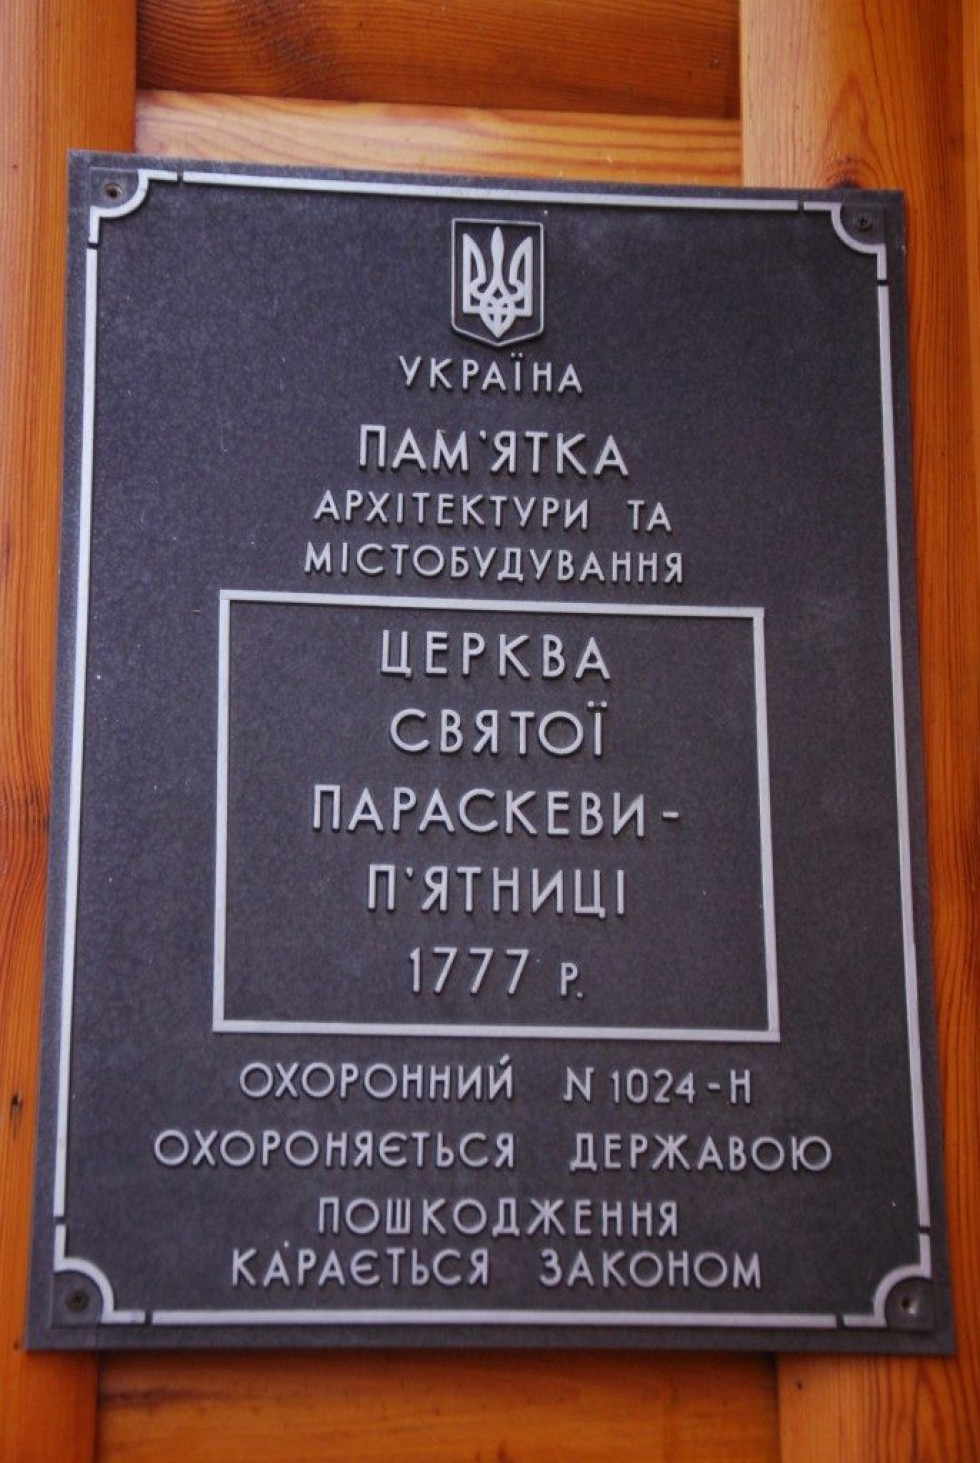 УКРАЇНА
ПАМ'ЯТКА
АРХІТЕКТУРИ ТА
МІСТОБУДУВАННЯ
ЦЕРКВА
СВЯТОЇ
ПАРАСКЕВИ-
П'ЯТНИЦІ
1777 р.
ОХОРОННИЙ N 1024-Н
ОХОРОНЯЄТЬСЯ ДЕРЖАВОЮ
ПОШКОДЖЕННЯ
КАРАЄТЬСЯ ЗАКОНОМ